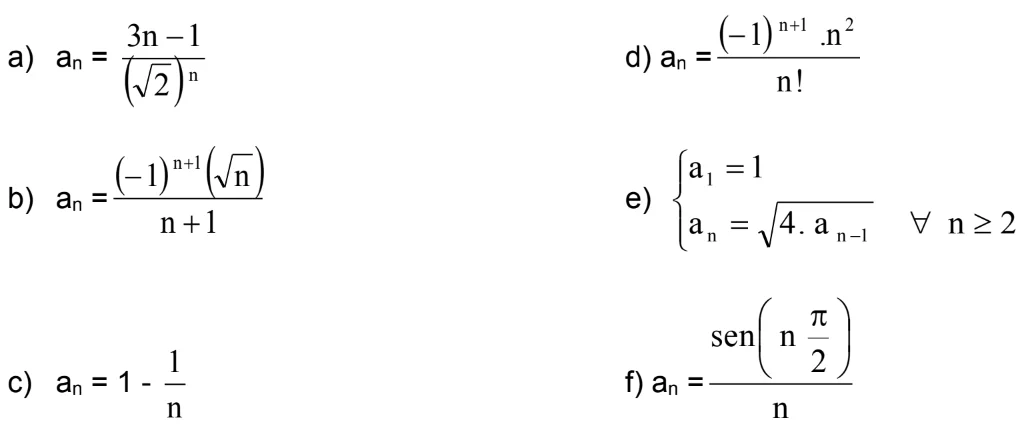 a) aₙ = (3n − 1) / (√2)ⁿ
b) aₙ = (−1)ⁿ⁺¹ (√n) / (n + 1)
c) aₙ = 1 - 1/n
d) aₙ = (−1)ⁿ⁺¹ .n² / n!
e) { a₁ = 1
aₙ = √(4. aₙ₋₁) ∀ n ≥ 2
f) aₙ = sen(n π/2) / n